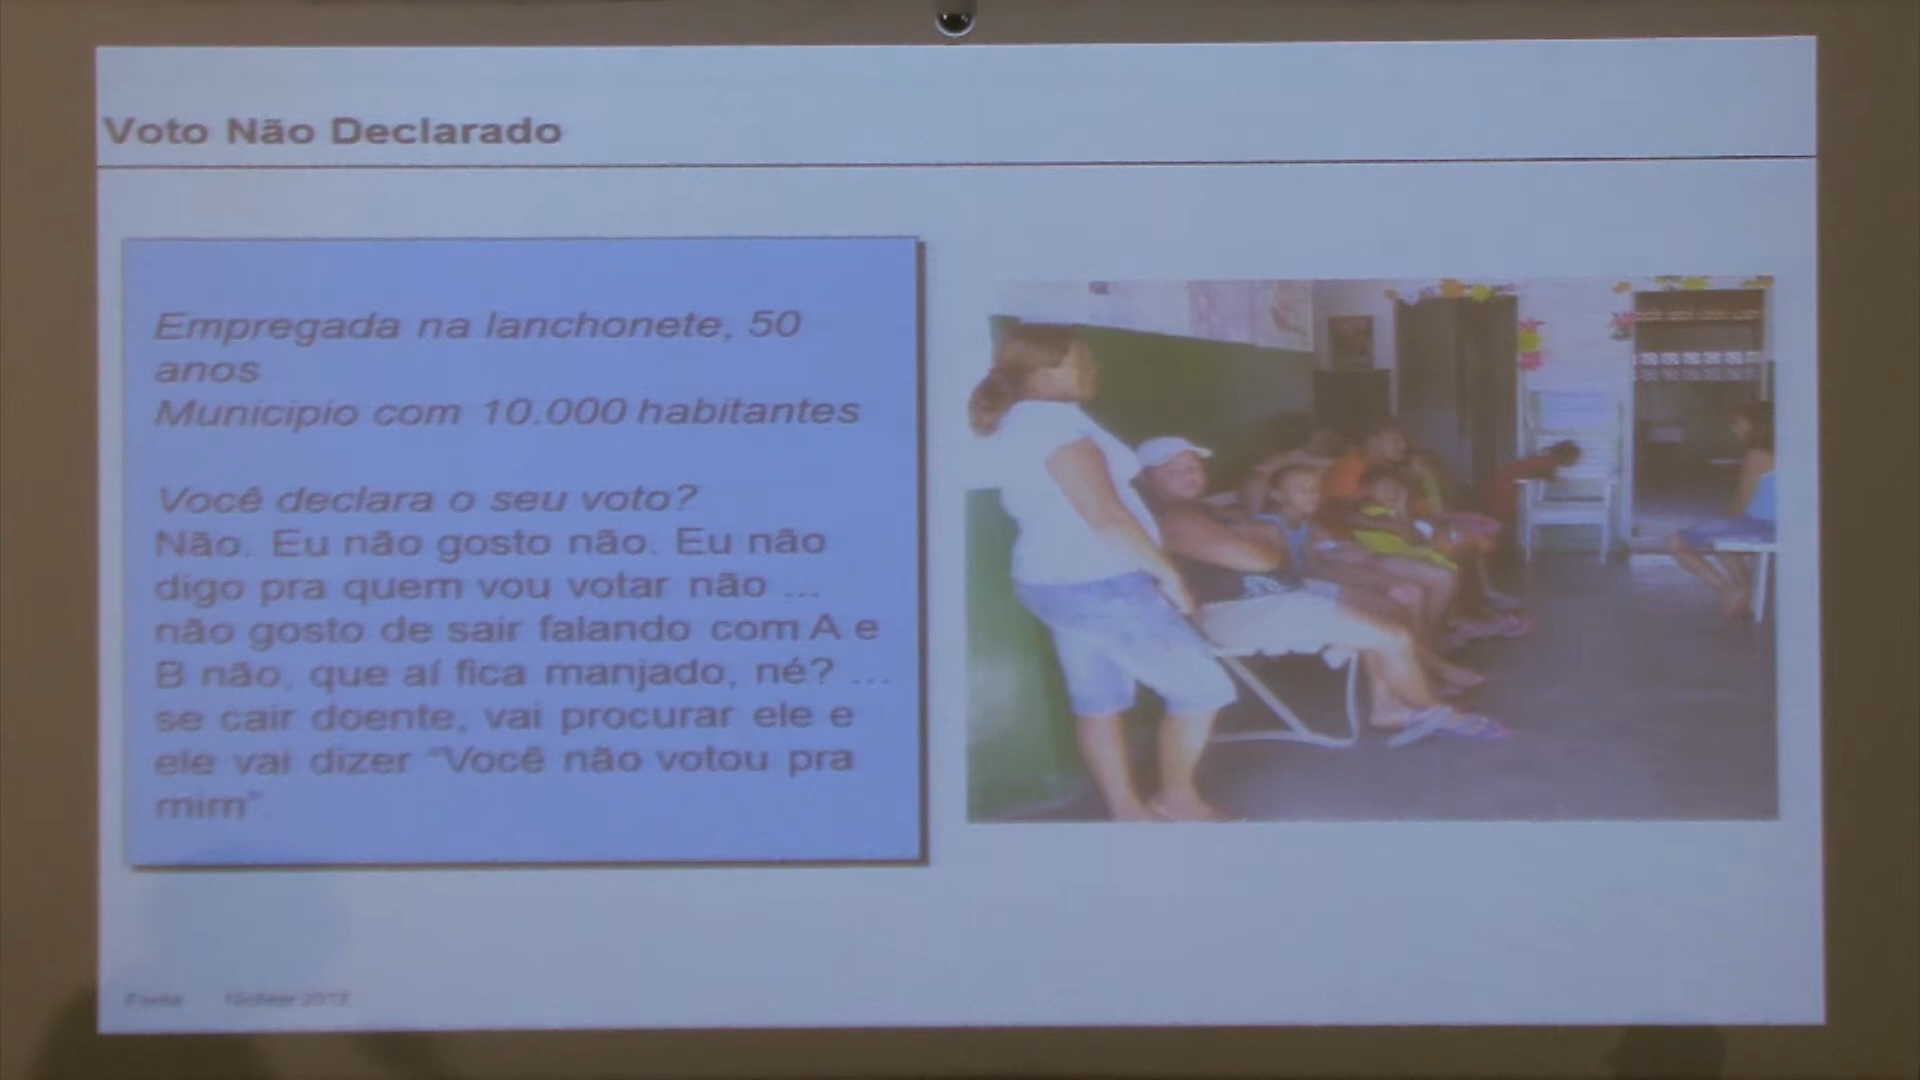 Voto Não Declarado
Empregada na lanchonete, 50
anos
Municipio com 10.000 habitantes
Você declara o seu voto?
Não. Eu não gosto não. Eu não
digo pra quem vou votar não ...
não gosto de sair falando com A e
B não, que aí fica manjado, né? ...
se cair doente, vai procurar ele e
ele vai dizer “Você não votou pra
mim”.
Fonte